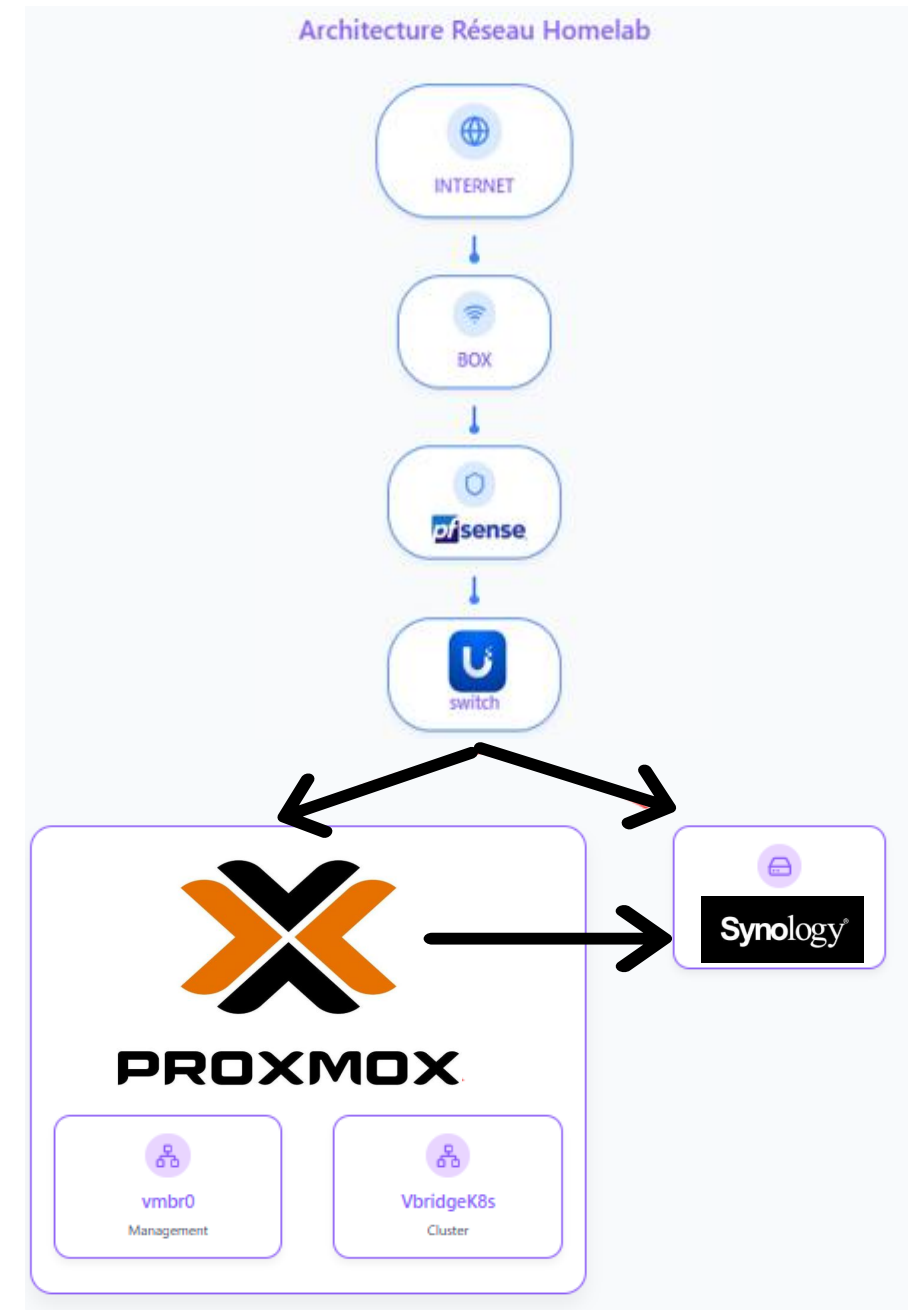 Architecture Réseau Homelab
INTERNET
BOX
pfsense
U
switch
Synology®
PROXMOX
vmbr0
Management
VbridgeK8s
Cluster